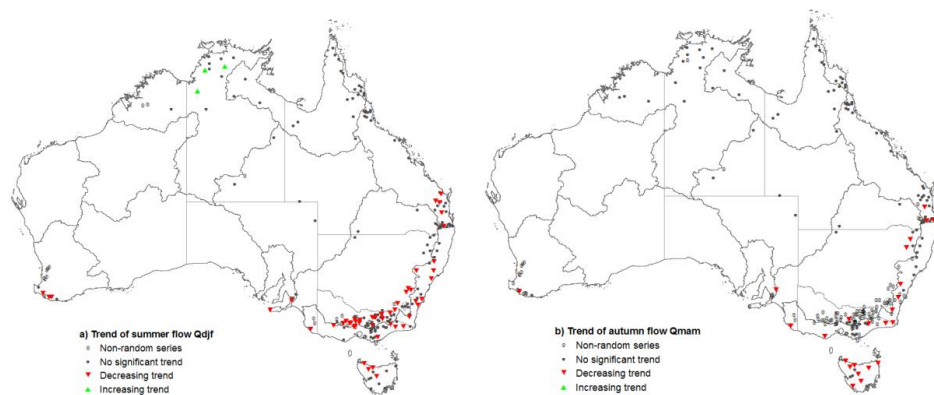 a) Trend of summer flow Qdjf
Non-random series
No significant trend
Decreasing trend
Increasing trend
b) Trend of autumn flow Qmam
Non-random series
No significant trend
Decreasing trend
Increasing trend